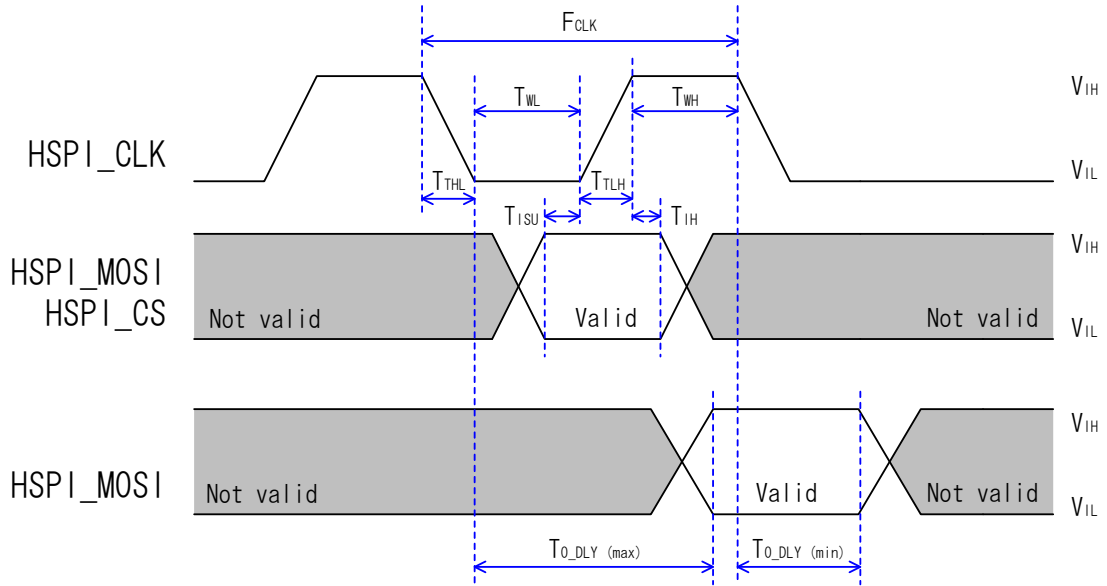 FCLK
VIH
TWL
TWH
HSPI_CLK
VIL
TTHL
TTLH
TISU
TIH
VIH
HSPI_MOSI
HSPI_CS
Not valid
Valid
Not valid
VIL
VIH
HSPI_MOSI
Not valid
Valid
Not valid
VIL
TO_DLY (max)
TO_DLY (min)